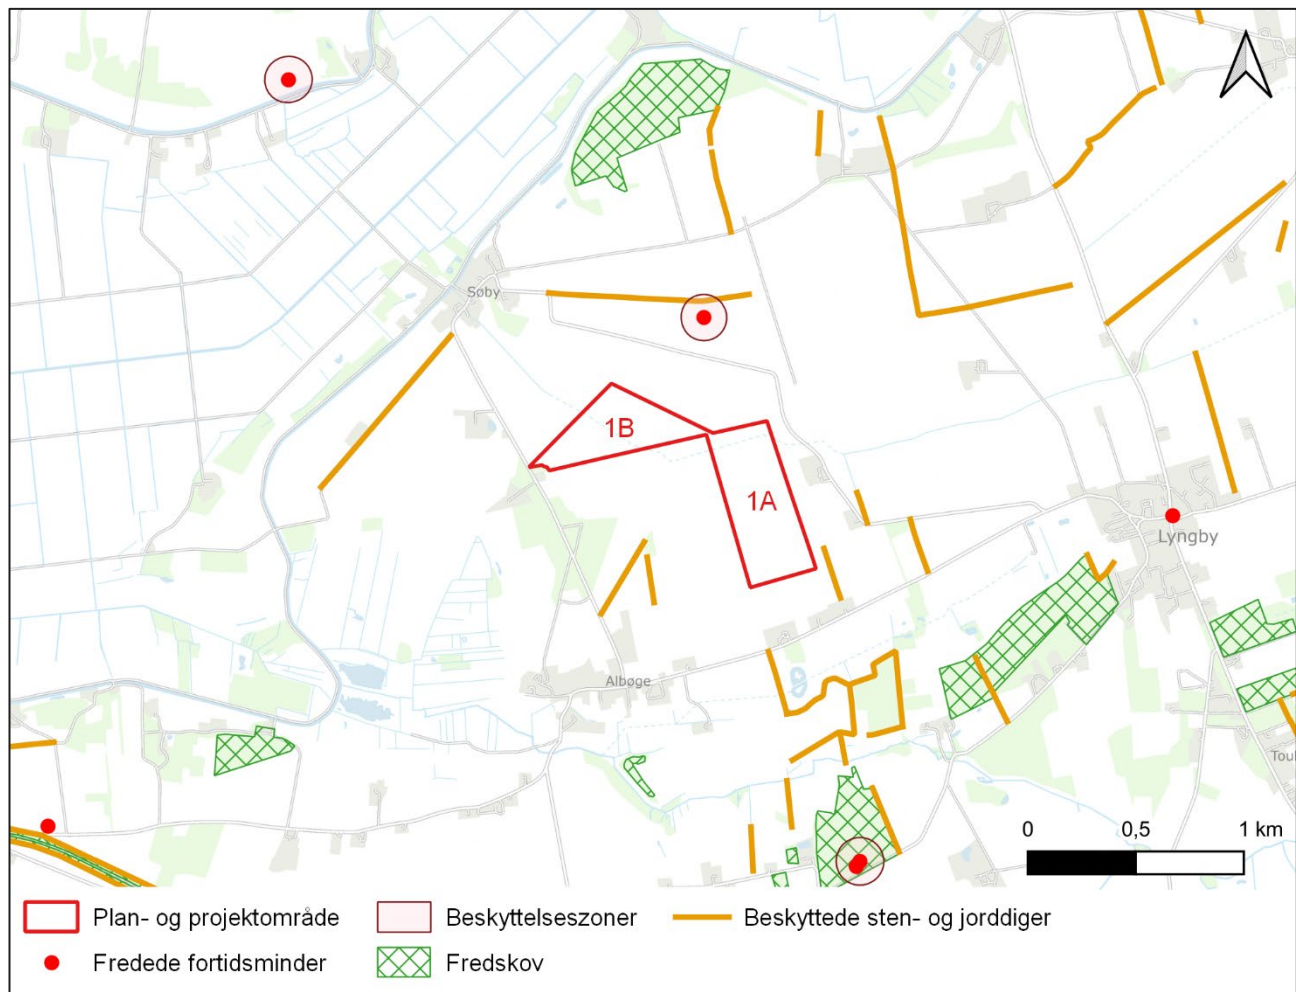 Søby
1B
1A
Lyngby
Albøge
0 0,5 1 km
Plan- og projektområde
Beskyttelseszoner
Beskyttede sten- og jorddiger
Fredede fortidsminder
Fredskov